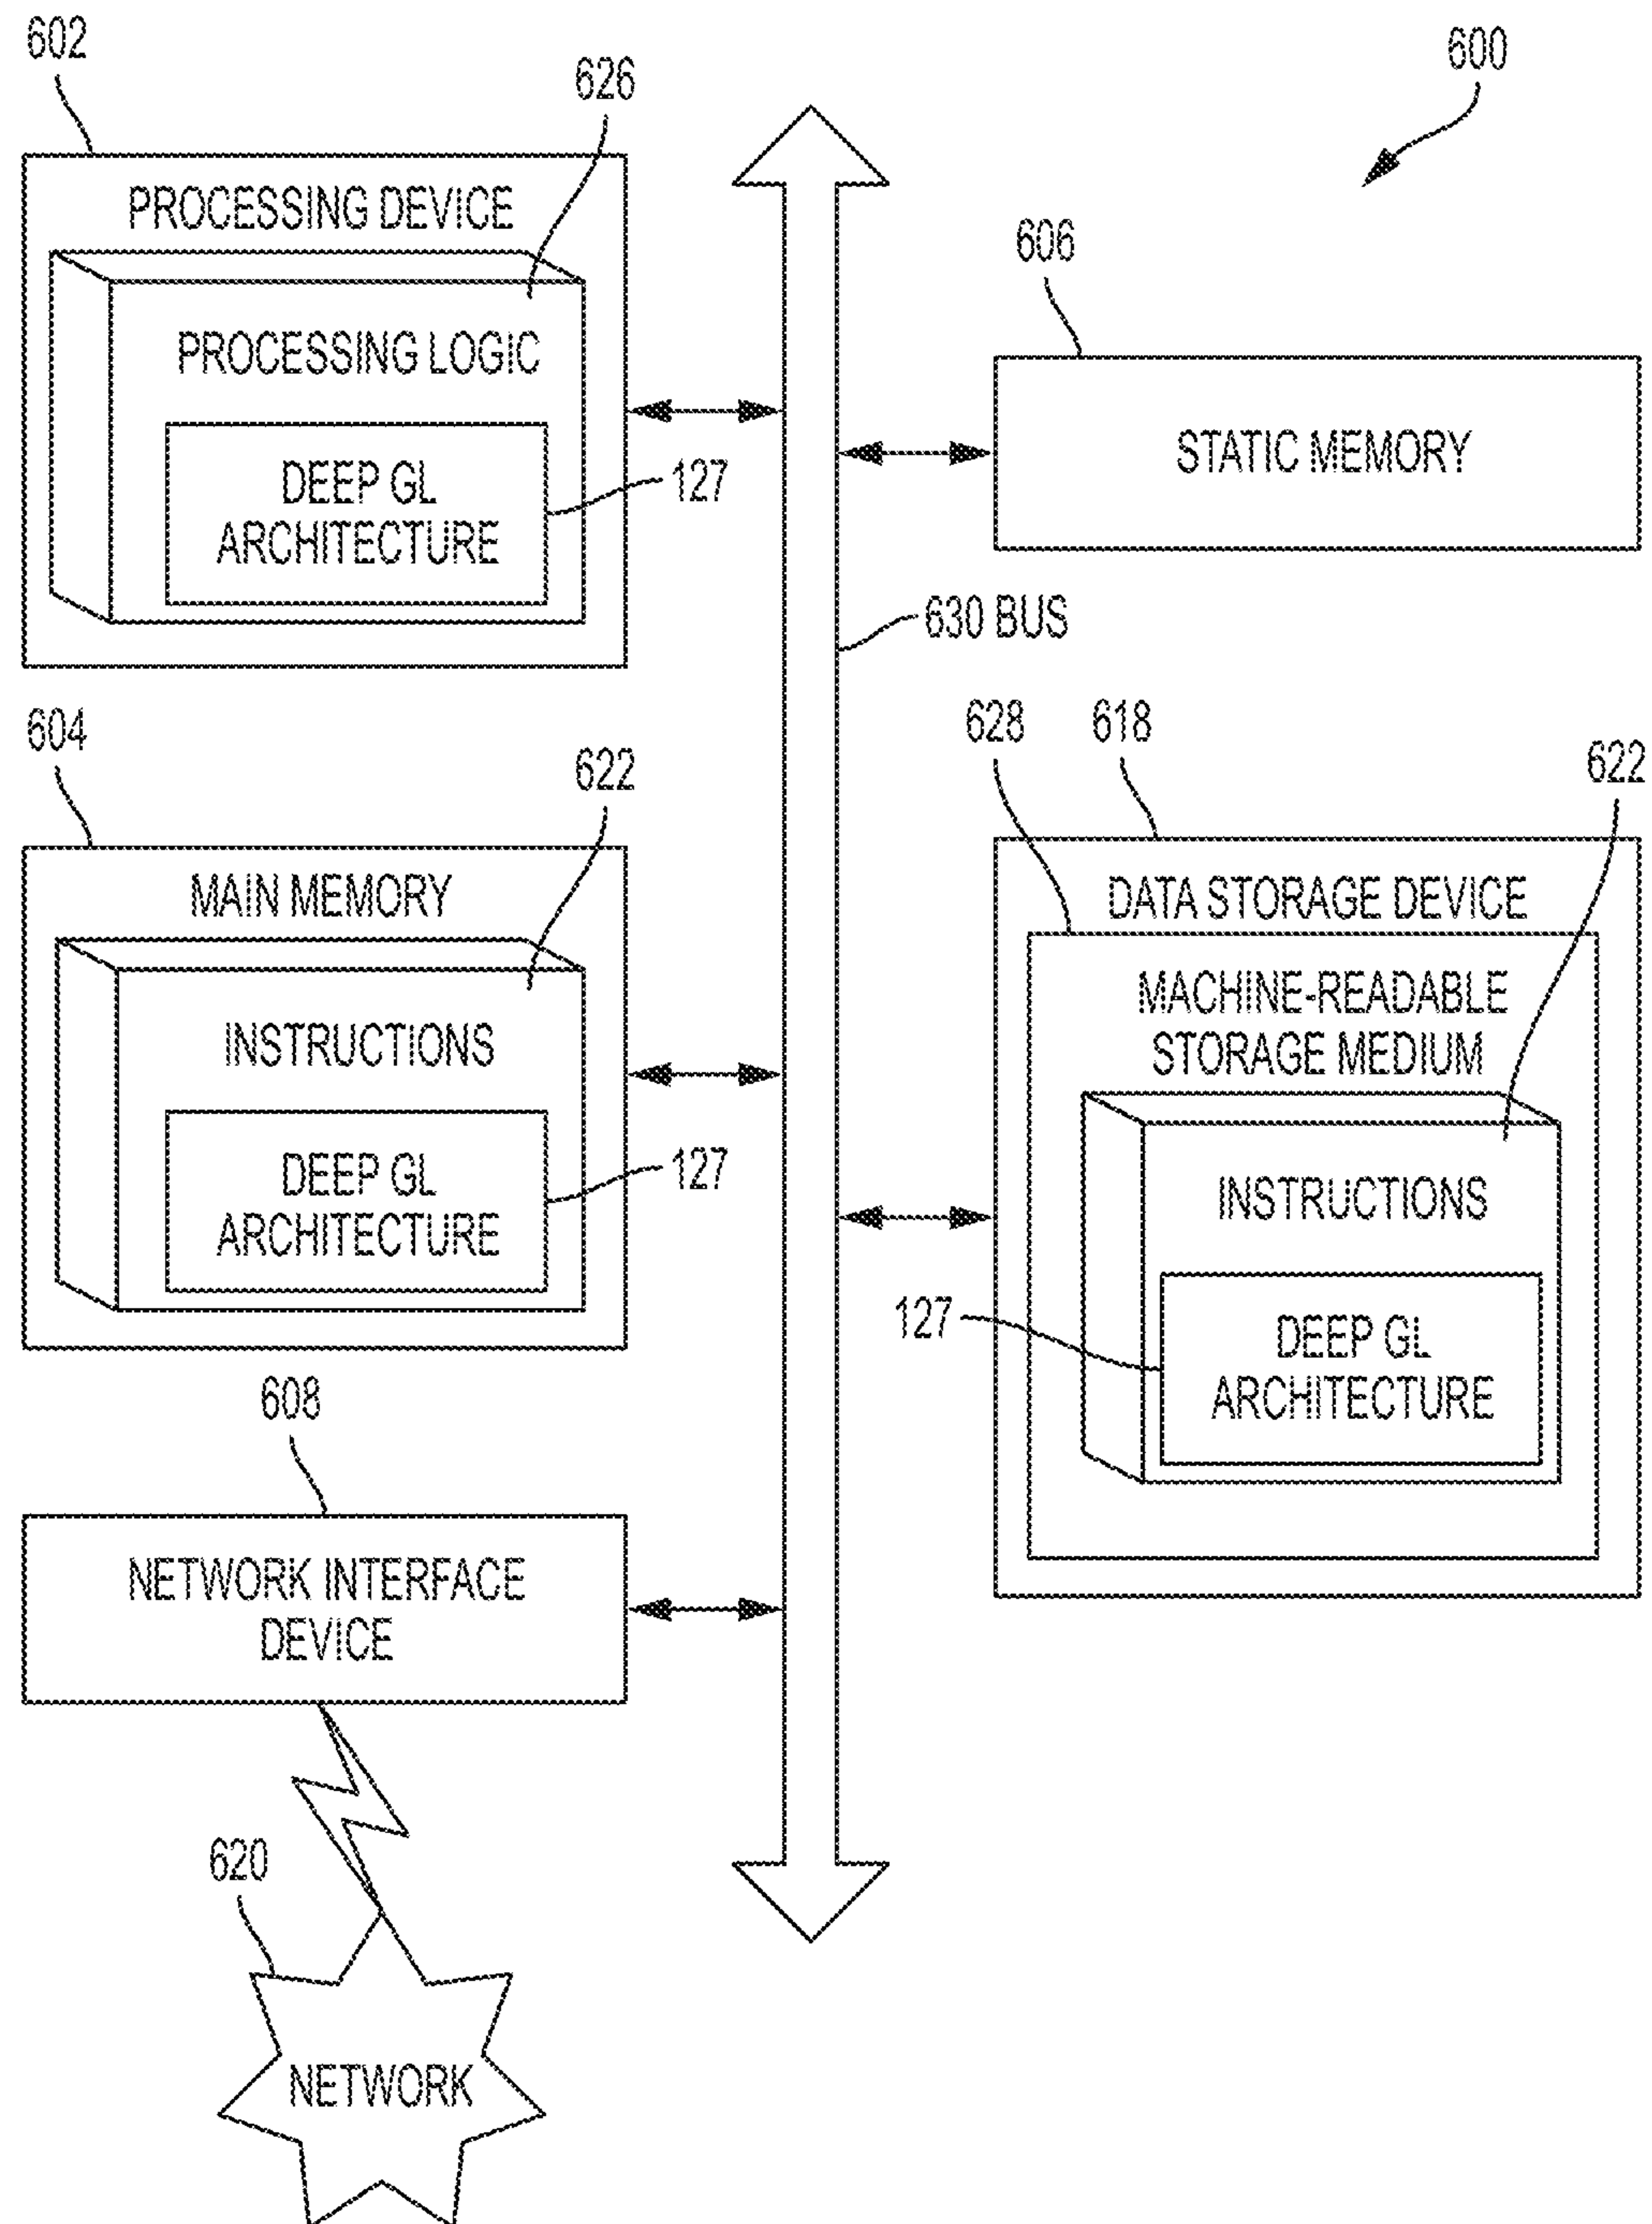 602
626
600
PROCESSING DEVICE
PROCESSING LOGIC
DEEP GL
ARCHITECTURE
127
606
STATIC MEMORY
630 BUS
604
622
MAIN MEMORY
INSTRUCTIONS
DEEP GL
ARCHITECTURE
127
628
618
622
DATA STORAGE DEVICE
MACHINE-READABLE
STORAGE MEDIUM
INSTRUCTIONS
DEEP GL
ARCHITECTURE
127
608
NETWORK INTERFACE
DEVICE
620
NETWORK